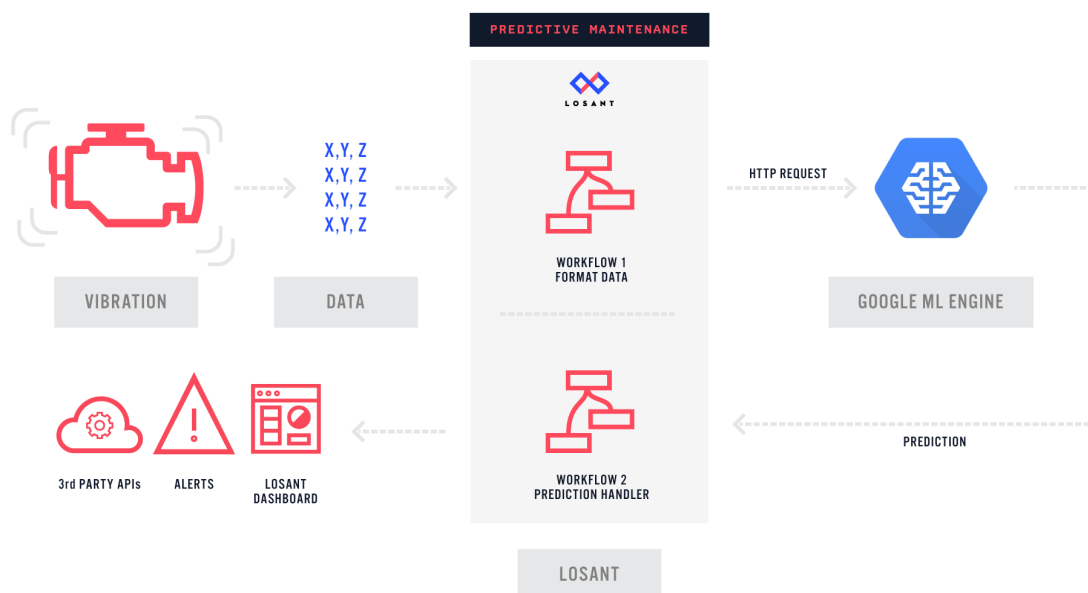 PREDICTIVE MAINTENANCE
LOSANT
X,Y, Z
X,Y, Z
X,Y, Z
X,Y, Z
HTTP REQUEST
WORKFLOW 1
FORMAT DATA
VIBRATION
DATA
GOOGLE ML ENGINE
PREDICTION
3rd PARTY APIs
ALERTS
LOSANT
DASHBOARD
WORKFLOW 2
PREDICTION HANDLER
LOSANT